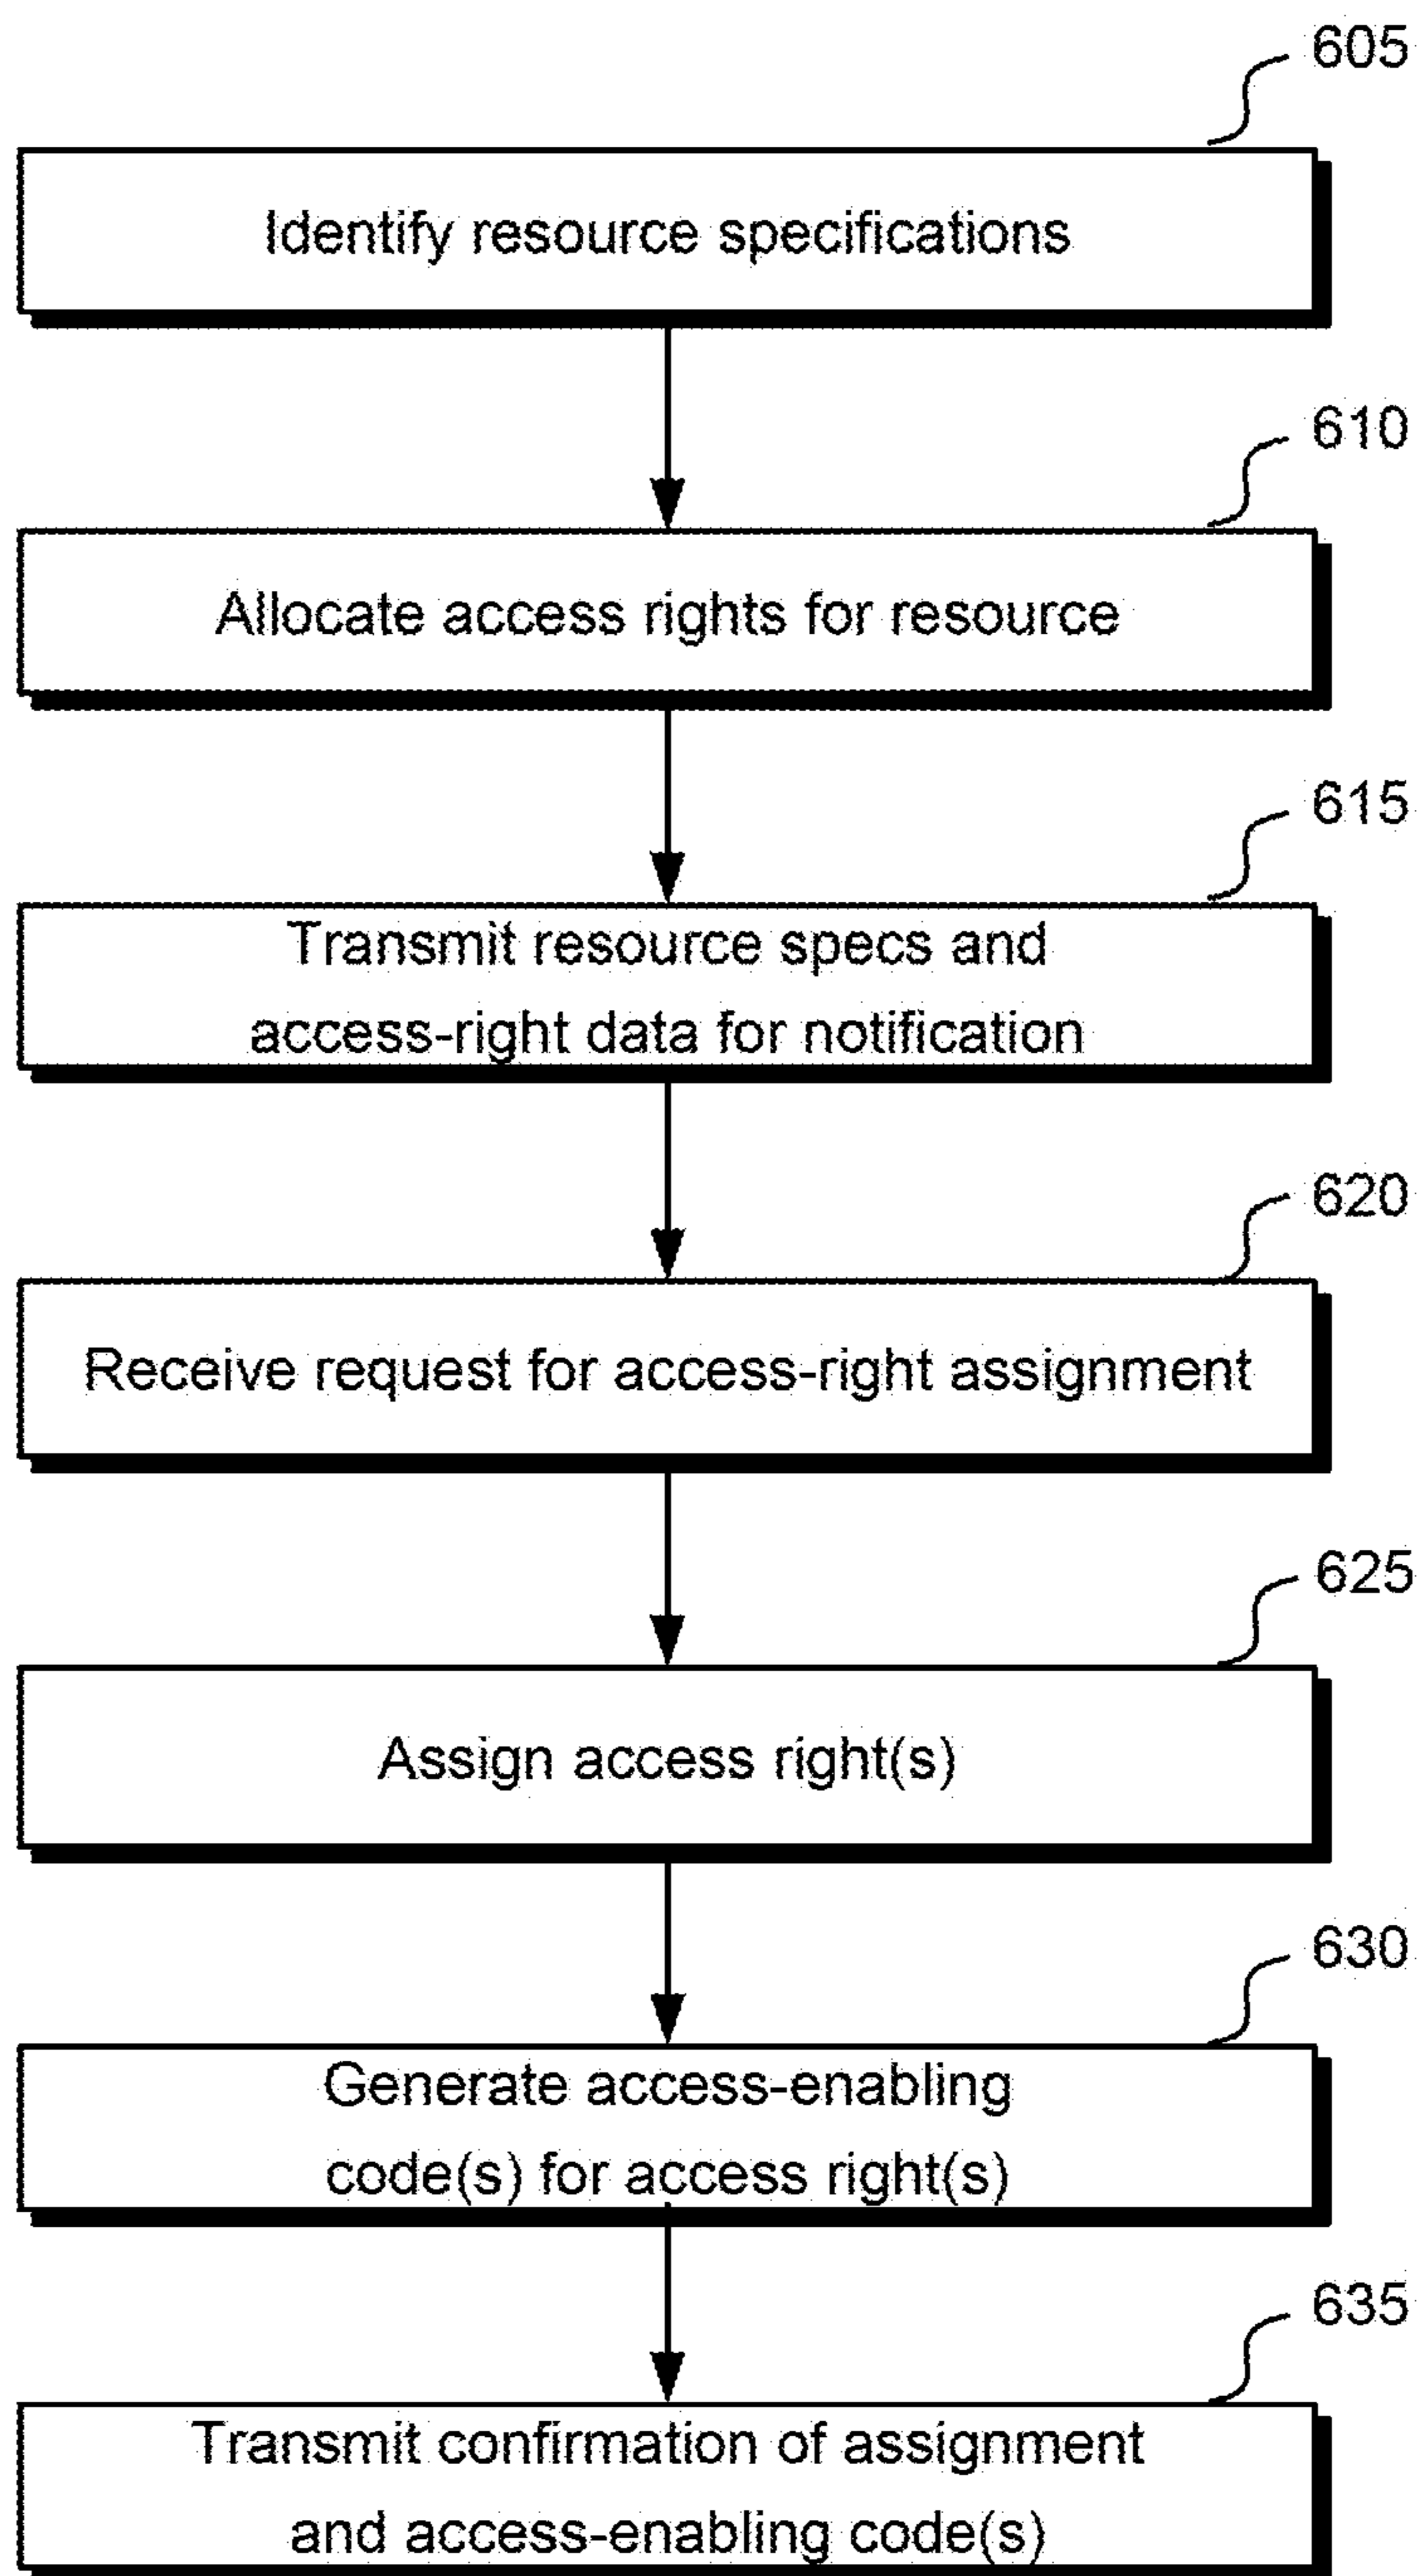 605
Identify resource specifications
610
Allocate access rights for resource
615
Transmit resource specs and
access-right data for notification
620
Receive request for access-right assignment
625
Assign access right(s)
630
Generate access-enabling
code(s) for access right(s)
635
Transmit confirmation of assignment
and access-enabling code(s)